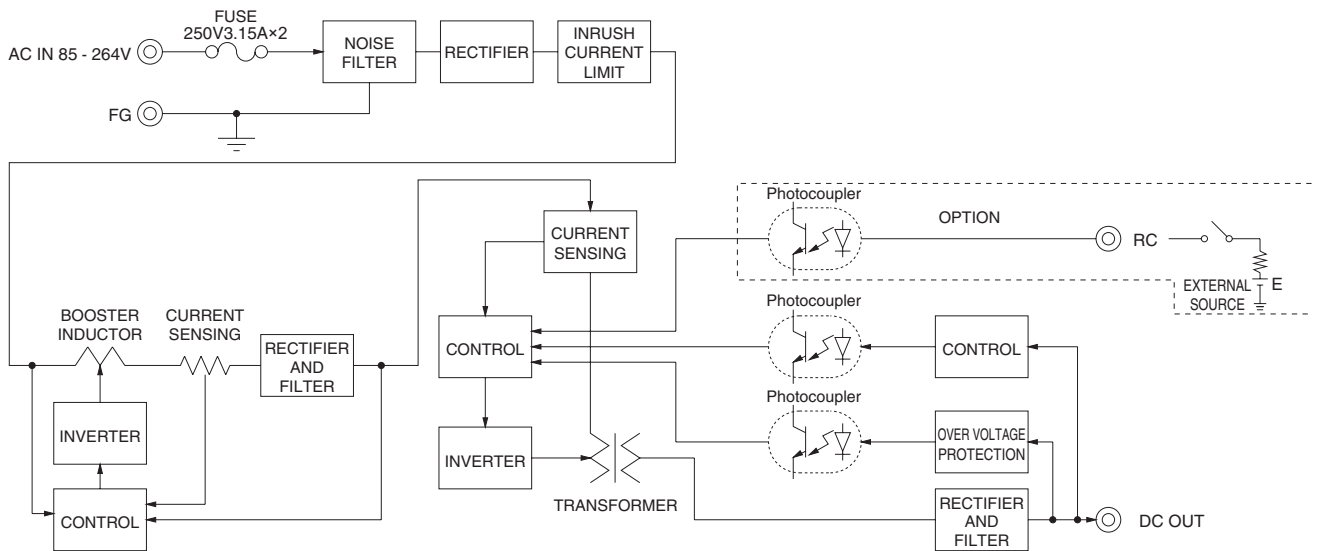 FUSE
250V3.15A×2
AC IN 85 - 264V
NOISE
FILTER
RECTIFIER
INRUSH
CURRENT
LIMIT
FG
Photocoupler
OPTION
RC
EXTERNAL
SOURCE
E
CURRENT
SENSING
BOOSTER
INDUCTOR
CURRENT
SENSING
RECTIFIER
AND
FILTER
CONTROL
Photocoupler
CONTROL
INVERTER
INVERTER
TRANSFORMER
Photocoupler
OVER VOLTAGE
PROTECTION
CONTROL
RECTIFIER
AND
FILTER
DC OUT